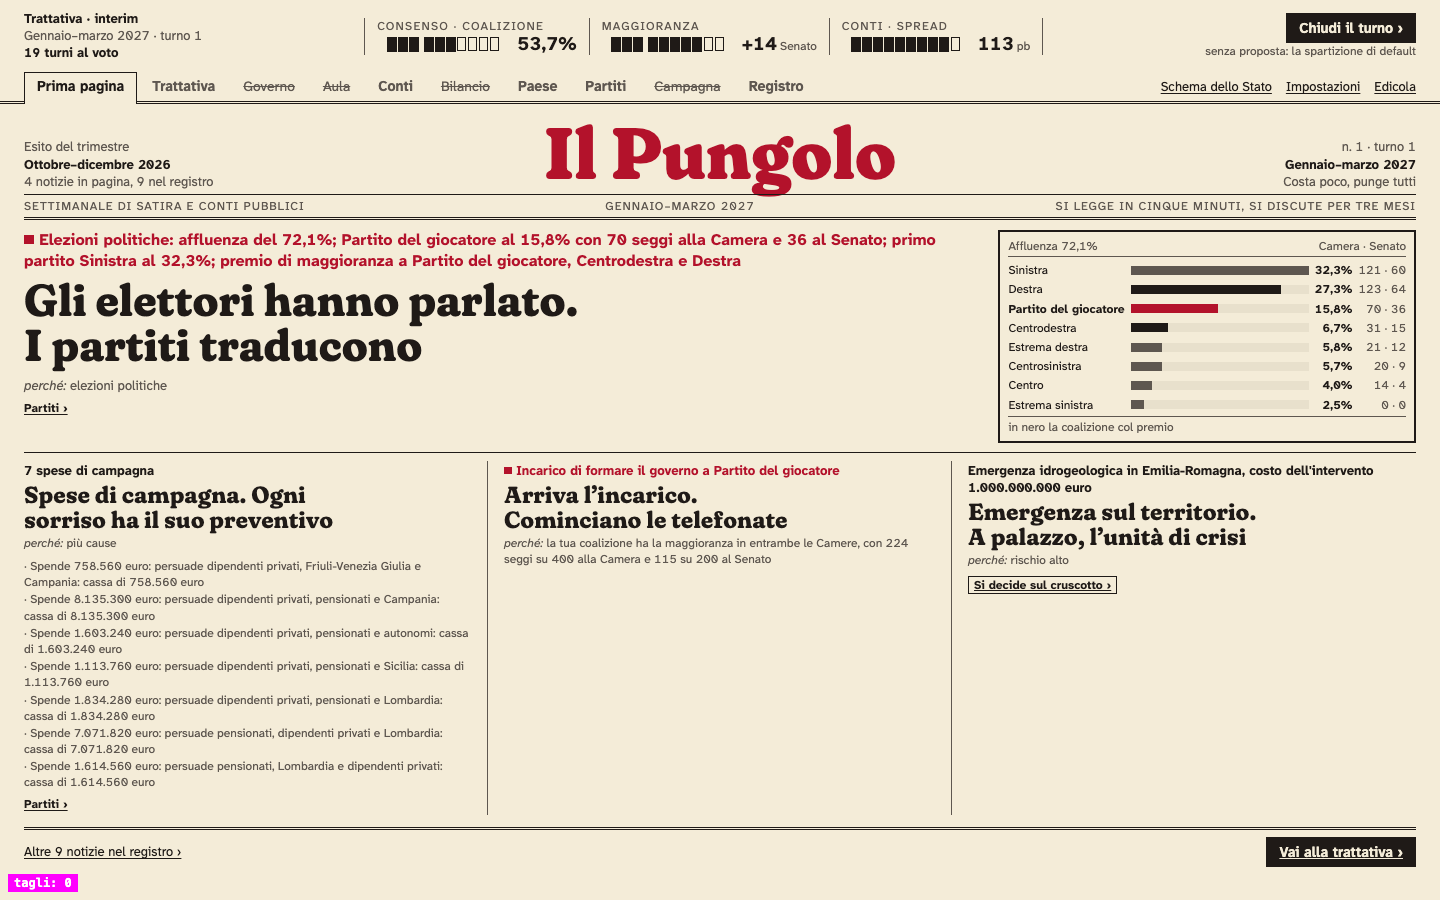 Trattativa · interim
Gennaio–marzo 2027 · turno 1
19 turni al voto
CONSENSO · COALIZIONE
53,7%
MAGGIORANZA
+14 Senato
CONTI · SPREAD
113 pb
Chiudi il turno ›
senza proposta: la spartizione di default
Prima pagina Trattativa Governo Aula Conti Bilancio Paese Partiti Campagna Registro
Schema dello Stato Impostazioni Edicola
Esito del trimestre
Ottobre–dicembre 2026
4 notizie in pagina, 9 nel registro
Il Pungolo
n. 1 · turno 1
Gennaio–marzo 2027
Costa poco, punge tutti
SETTIMANALE DI SATIRA E CONTI PUBBLICI
GENNAIO–MARZO 2027
SI LEGGE IN CINQUE MINUTI, SI DISCUTE PER TRE MESI
Elezioni politiche: affluenza del 72,1%; Partito del giocatore al 15,8% con 70 seggi alla Camera e 36 al Senato; primo
partito Sinistra al 32,3%; premio di maggioranza a Partito del giocatore, Centrodestra e Destra
Gli elettori hanno parlato.
I partiti traducono
perché: elezioni politiche
Partiti ›
Affluenza 72,1% Camera · Senato
Sinistra 32,3% 121 · 60
Destra 27,3% 123 · 64
Partito del giocatore 15,8% 70 · 36
Centrodestra 6,7% 31 · 15
Estrema destra 5,8% 21 · 12
Centrosinistra 5,7% 20 · 9
Centro 4,0% 14 · 4
Estrema sinistra 2,5% 0 · 0
in nero la coalizione col premio
7 spese di campagna
Spese di campagna. Ogni
sorriso ha il suo preventivo
perché: più cause
· Spende 758.560 euro: persuade dipendenti privati, Friuli-Venezia Giulia e
Campania: cassa di 758.560 euro
· Spende 8.135.300 euro: persuade dipendenti privati, pensionati e Campania:
cassa di 8.135.300 euro
· Spende 1.603.240 euro: persuade dipendenti privati, pensionati e autonomi: cassa
di 1.603.240 euro
· Spende 1.113.760 euro: persuade dipendenti privati, pensionati e Sicilia: cassa di
1.113.760 euro
· Spende 1.834.280 euro: persuade dipendenti privati, pensionati e Lombardia:
cassa di 1.834.280 euro
· Spende 7.071.820 euro: persuade pensionati, dipendenti privati e Lombardia:
cassa di 7.071.820 euro
· Spende 1.614.560 euro: persuade pensionati, Lombardia e dipendenti privati:
cassa di 1.614.560 euro
Partiti ›
Incarico di formare il governo a Partito del giocatore
Arriva l’incarico.
Cominciano le telefonate
perché: la tua coalizione ha la maggioranza in entrambe le Camere, con 224
seggi su 400 alla Camera e 115 su 200 al Senato
Emergenza idrogeologica in Emilia-Romagna, costo dell'intervento
1.000.000.000 euro
Emergenza sul territorio.
A palazzo, l’unità di crisi
perché: rischio alto
Si decide sul cruscotto ›
Altre 9 notizie nel registro ›
Vai alla trattativa ›
tagli: 0